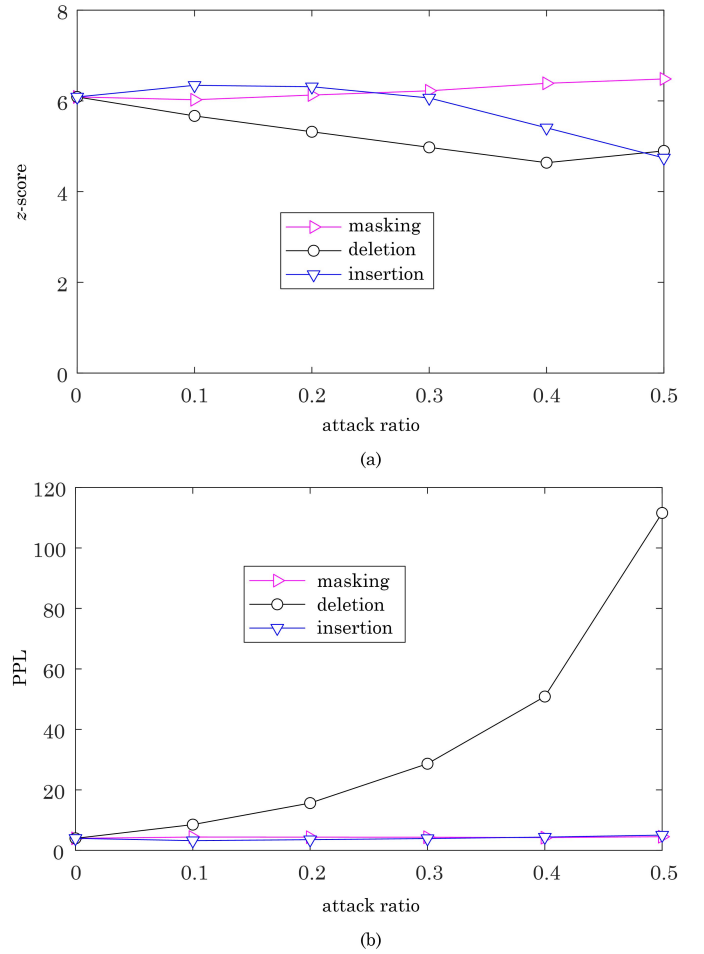 8
6
4
2
0
z-score
masking
deletion
insertion
0 0.1 0.2 0.3 0.4 0.5
attack ratio
(a)
120
100
80
60
40
20
0
PPL
masking
deletion
insertion
0 0.1 0.2 0.3 0.4 0.5
attack ratio
(b)